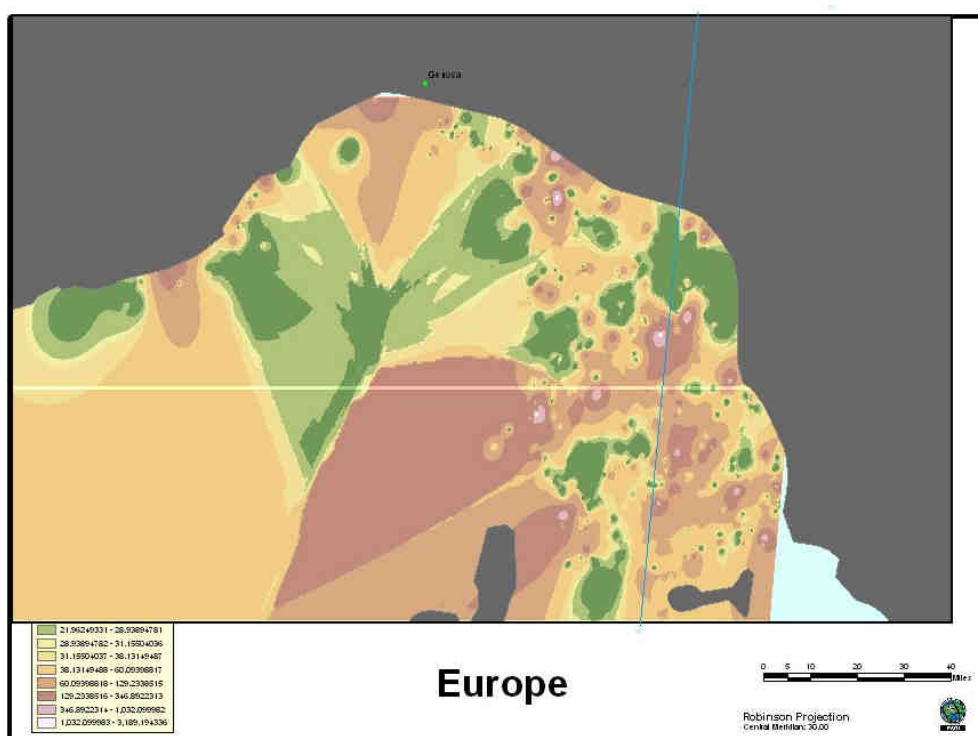 Genoa
21.96249331 - 28.93894781
28.93894782 - 31.15504036
31.15504037 - 38.13149487
38.13149488 - 60.09398817
60.09398818 - 129.2338515
129.2338516 - 346.8922313
346.8922314 - 1,032.099982
1,032.099983 - 3,189.194336
Europe
0 5 10 20 30 40
Miles
Robinson Projection
Central Meridian: 30.00